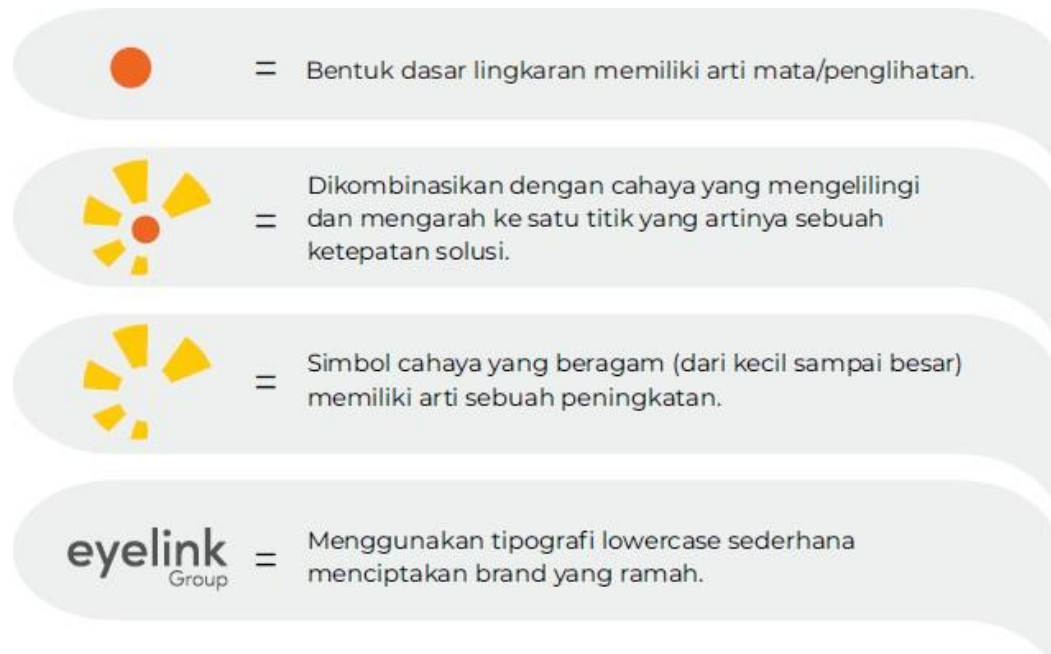 = Bentuk dasar lingkaran memiliki arti mata/penglihatan.
Dikombinasikan dengan cahaya yang mengelilingi
= dan mengarah ke satu titik yang artinya sebuah
ketepatan solusi.
= Simbol cahaya yang beragam (dari kecil sampai besar)
memiliki arti sebuah peningkatan.
eyelink
Group
= Menggunakan tipografi lowercase sederhana
menciptakan brand yang ramah.